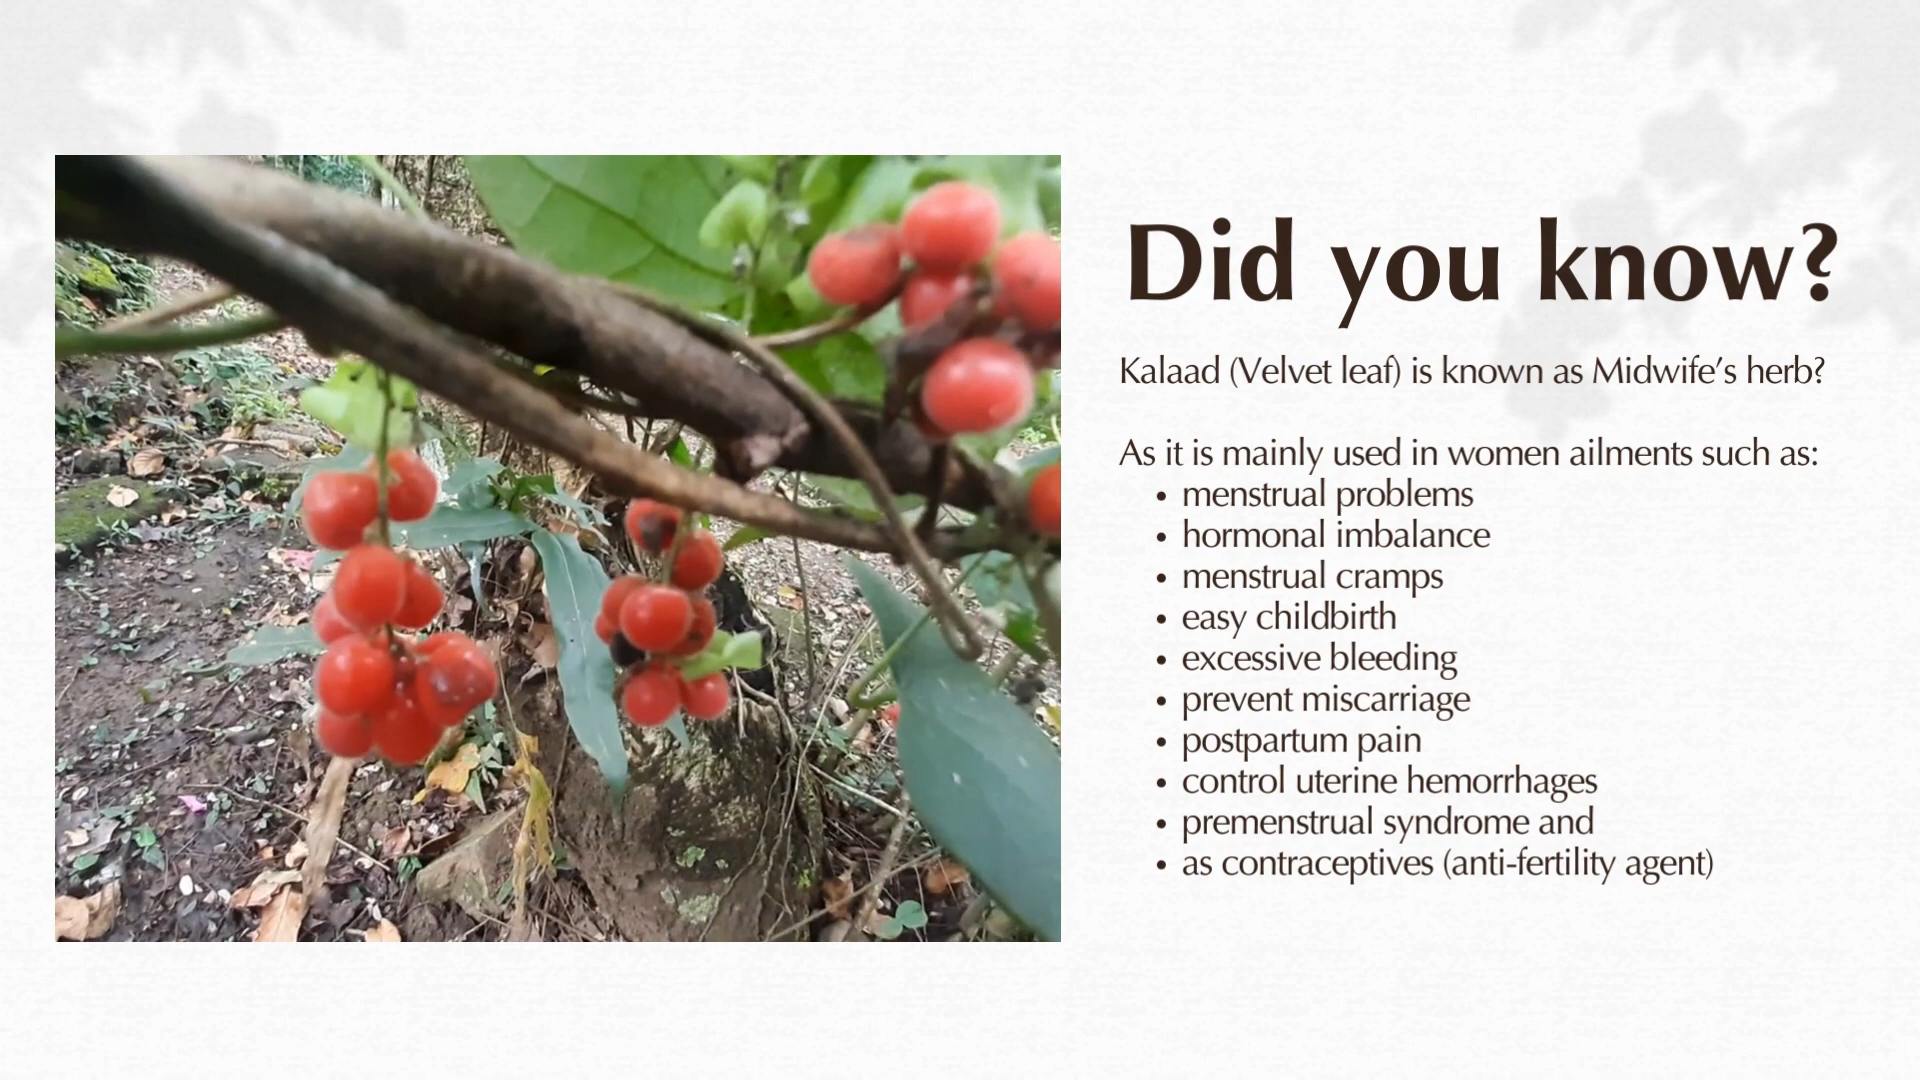 Did you know?
Kalaad (Velvet leaf) is known as Midwife’s herb?
As it is mainly used in women ailments such as:
• menstrual problems
• hormonal imbalance
• menstrual cramps
• easy childbirth
• excessive bleeding
• prevent miscarriage
• postpartum pain
• control uterine hemorrhages
• premenstrual syndrome and
• as contraceptives (anti-fertility agent)